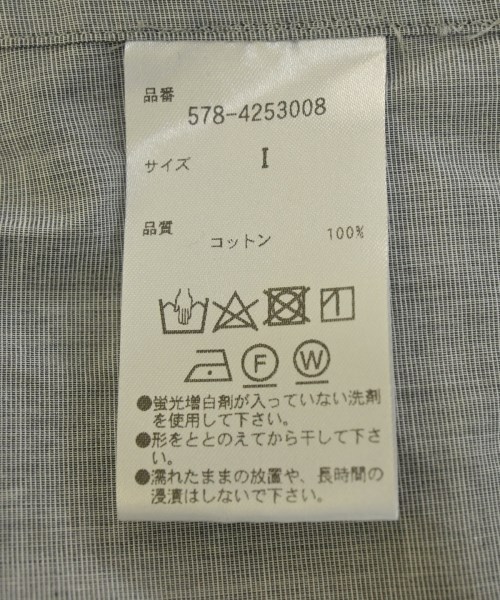 品番
578-4253008
サイズ I
品質 コットン 100%
F W
●蛍光増白剤が入っていない洗剤
を使用して下さい。
●形をととのえてから干して下さ
い。
●濡れたままの放置や、長時間の
浸漬はしないで下さい。